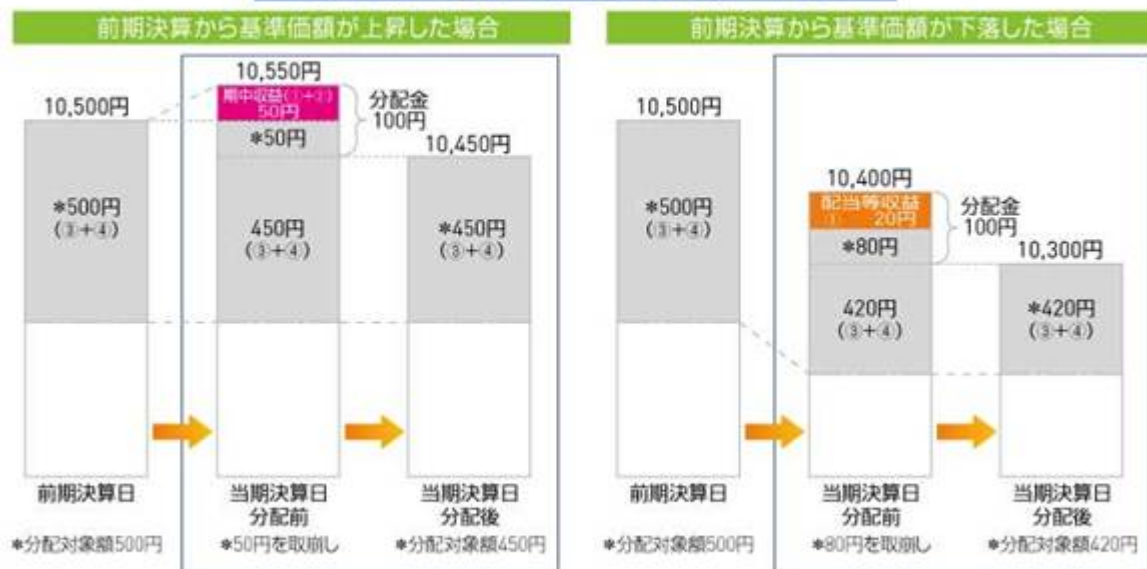 前期決算から基準価額が上昇した場合
10,550円
期中収益(①+②)
50円
分配金
100円
10,500円
*50円
10,450円
*500円
(③+④)
450円
(③+④)
*450円
(③+④)
前期決算日
当期決算日
分配前
当期決算日
分配後
*分配対象額500円
*50円を取崩し
*分配対象額450円
前期決算から基準価額が下落した場合
10,500円
10,400円
配当等収益
① 20円
分配金
100円
*500円
(③+④)
*80円
10,300円
420円
(③+④)
*420円
(③+④)
前期決算日
当期決算日
分配前
当期決算日
分配後
*分配対象額500円
*80円を取崩し
*分配対象額420円